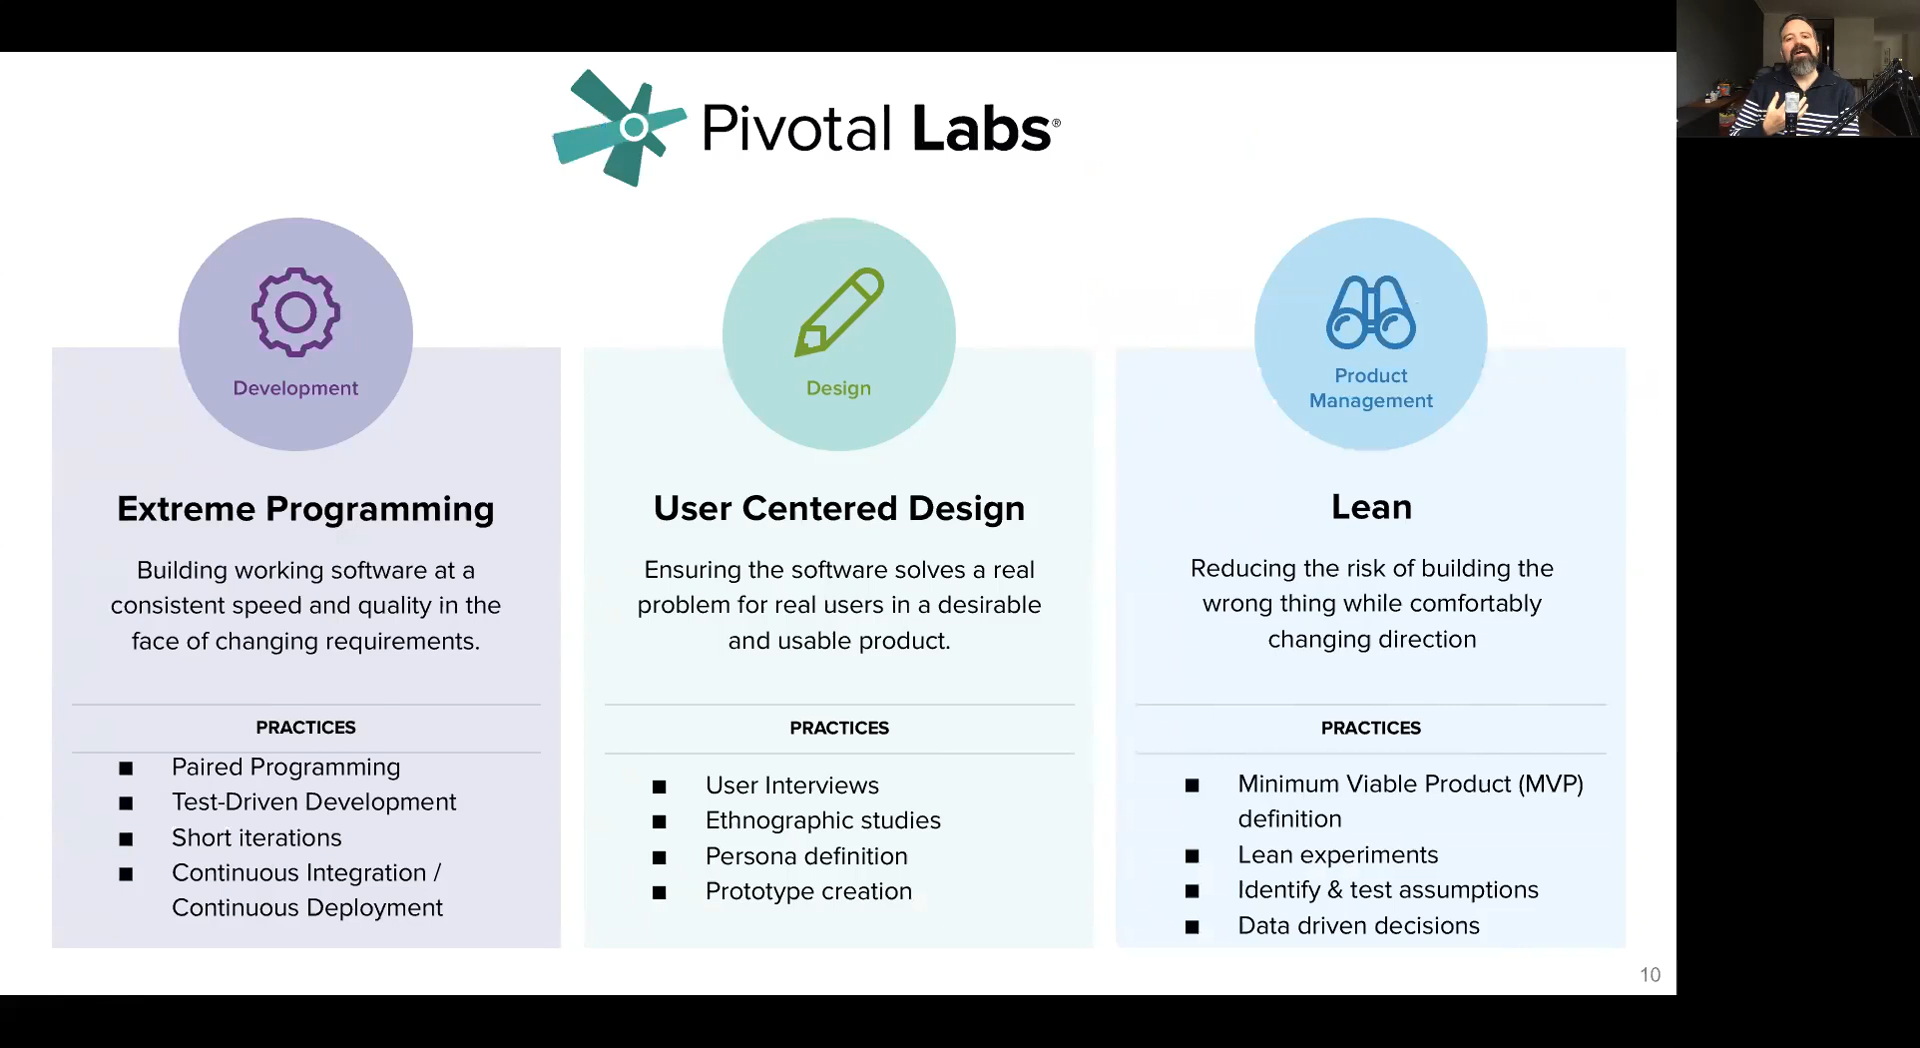 Pivotal Labs®
Development
Extreme Programming
Building working software at a
consistent speed and quality in the
face of changing requirements.
PRACTICES
■ Paired Programming
■ Test-Driven Development
■ Short iterations
■ Continuous Integration /
Continuous Deployment
Design
User Centered Design
Ensuring the software solves a real
problem for real users in a desirable
and usable product.
PRACTICES
■ User Interviews
■ Ethnographic studies
■ Persona definition
■ Prototype creation
Product
Management
Lean
Reducing the risk of building the
wrong thing while comfortably
changing direction
PRACTICES
■ Minimum Viable Product (MVP)
definition
■ Lean experiments
■ Identify & test assumptions
■ Data driven decisions
10